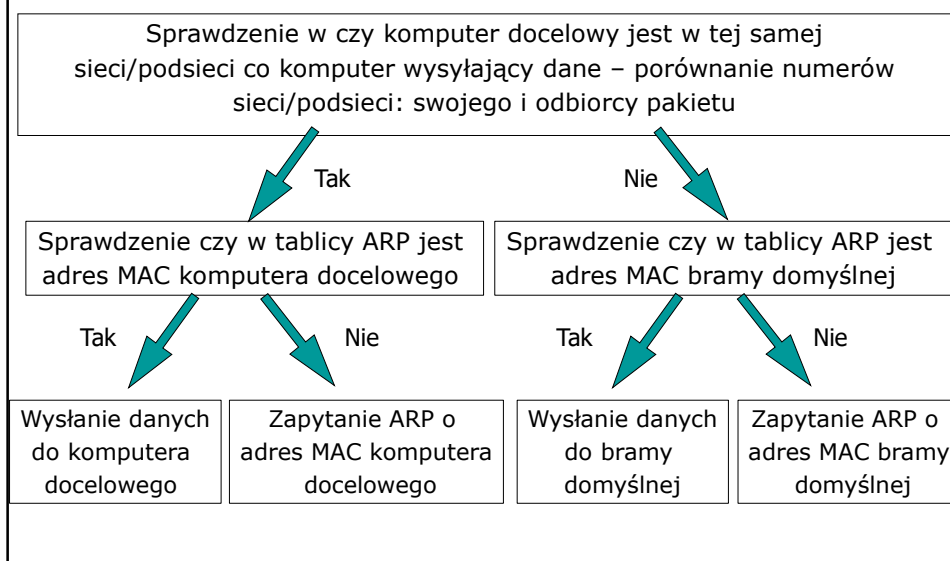 Sprawdzenie w czy komputer docelowy jest w tej samej
sieci/podsieci co komputer wysyłający dane – porównanie numerów
sieci/podsieci: swojego i odbiorcy pakietu
Tak
Nie
Sprawdzenie czy w tablicy ARP jest
adres MAC komputera docelowego
Sprawdzenie czy w tablicy ARP jest
adres MAC bramy domyślnej
Tak
Nie
Tak
Nie
Wysłanie danych
do komputera
docelowego
Zapytanie ARP o
adres MAC komputera
docelowego
Wysłanie danych
do bramy
domyślnej
Zapytanie ARP o
adres MAC bramy
domyślnej